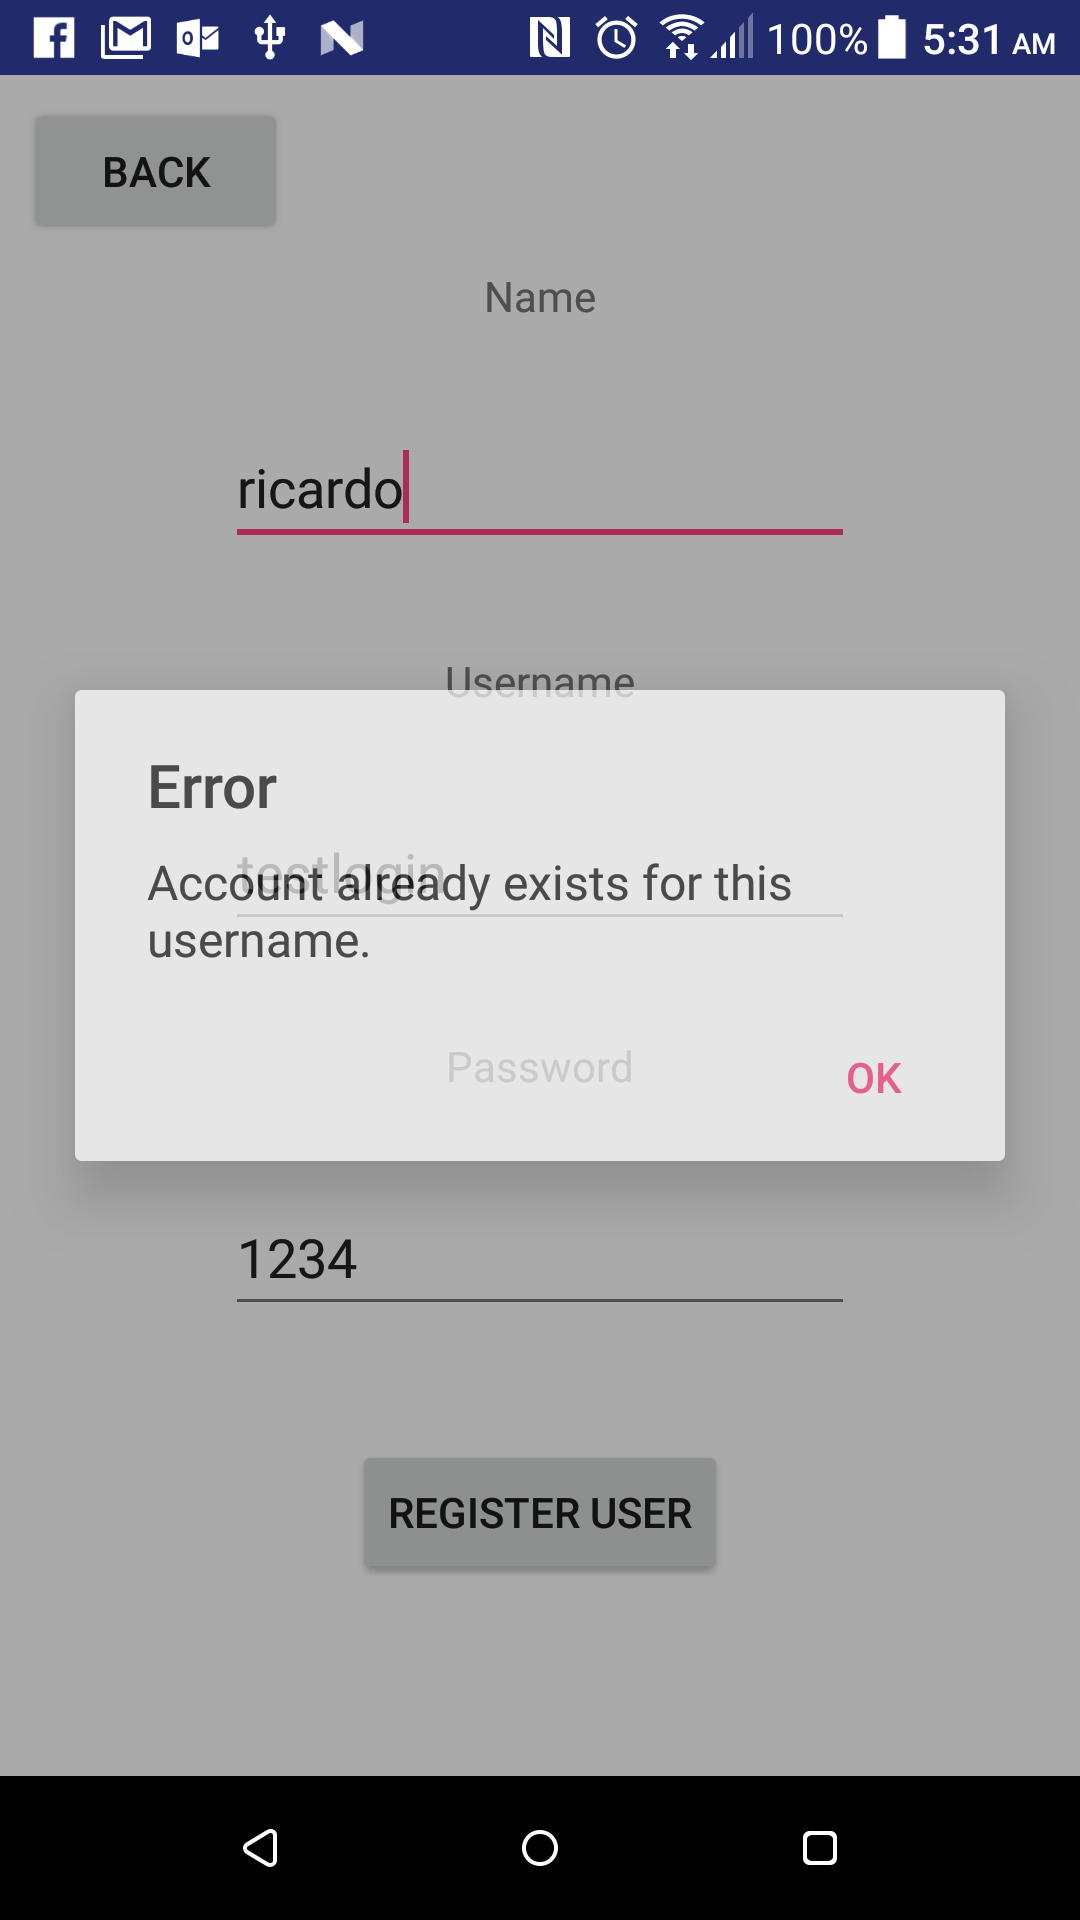 100% 5:31 AM
BACK
Name
ricardo
Username
Error
testlogin
Account already exists for this
username.
Password
OK
1234
REGISTER USER